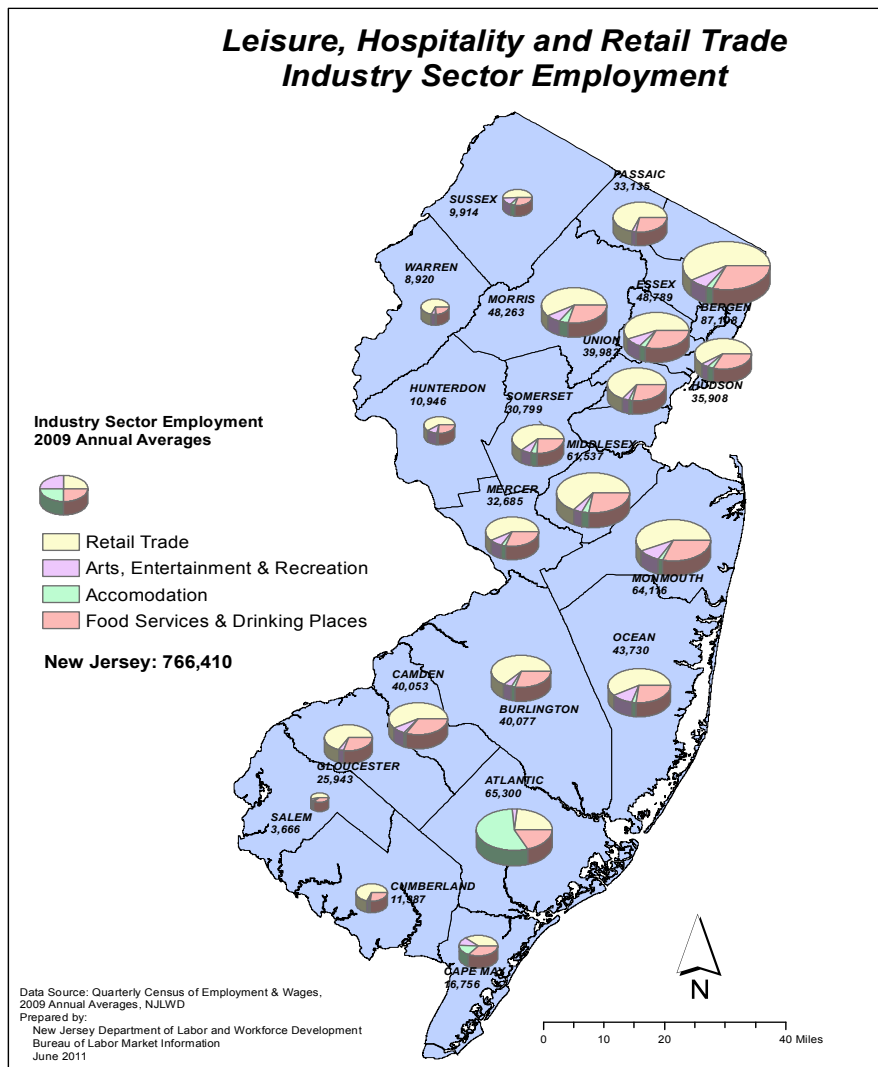 Leisure, Hospitality and Retail Trade
Industry Sector Employment
PASSAIC
33,135
SUSSEX
9,914
WARREN
8,920
MORRIS
48,263
ESSEX
48,789
BERGEN
87,198
UNION
39,982
HUDSON
35,908
HUNTERDON
10,946
SOMERSET
30,799
MIDDLESEX
61,537
MERCER
32,685
MONMOUTH
64,116
OCEAN
43,730
CAMDEN
40,053
BURLINGTON
40,077
GLOUCESTER
25,943
ATLANTIC
65,300
SALEM
3,666
CUMBERLAND
11,987
CAPE MAY
16,756
Industry Sector Employment
2009 Annual Averages
Retail Trade
Arts, Entertainment & Recreation
Accomodation
Food Services & Drinking Places
New Jersey: 766,410
N
Data Source: Quarterly Census of Employment & Wages,
2009 Annual Averages, NJLWD
Prepared by:
New Jersey Department of Labor and Workforce Development
Bureau of Labor Market Information
June 2011
0 10 20 40 Miles